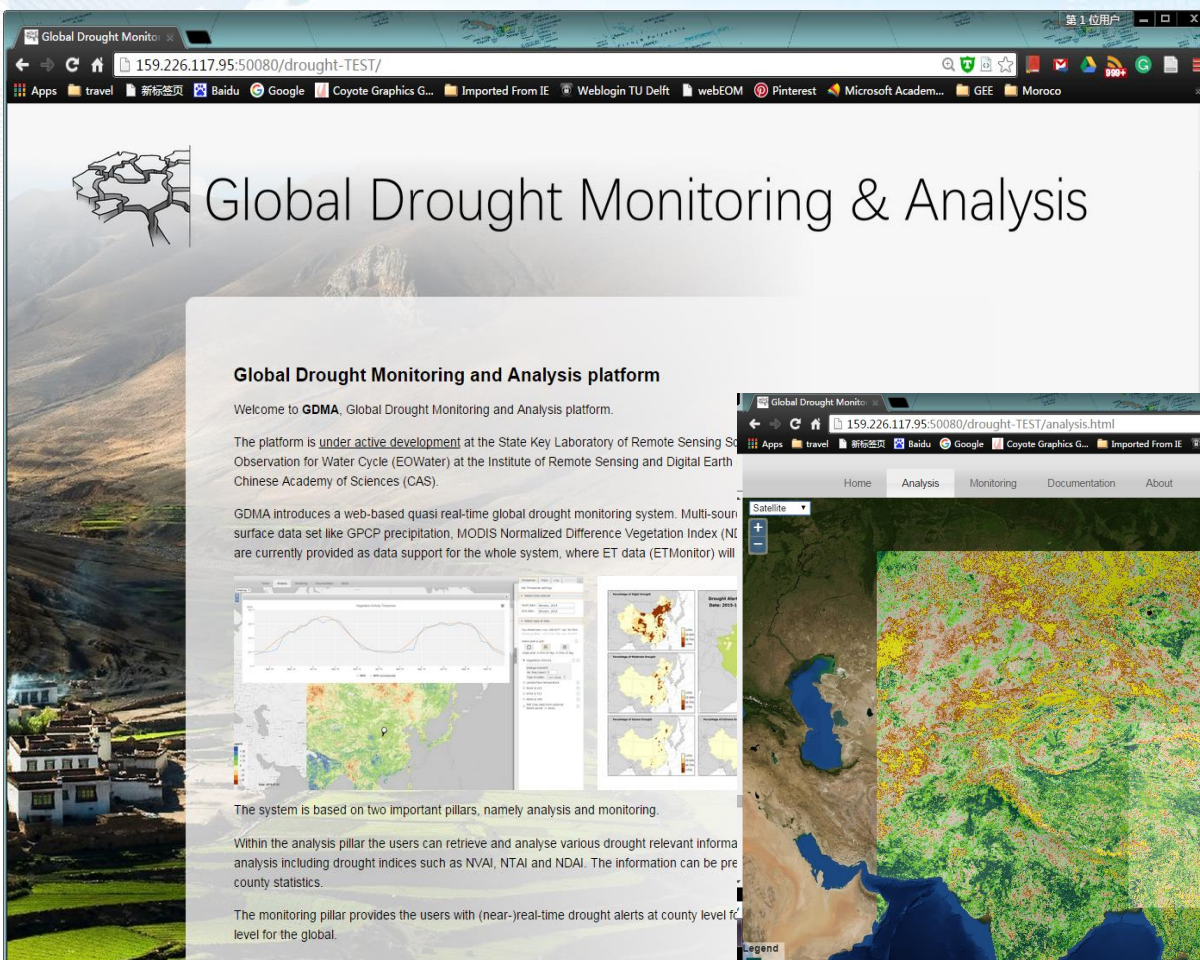 第 1 位用户
Global Drought Monitor
159.226.117.95:50080/drought-TEST/
999+
Apps travel 新标签页 Baidu Google Coyote Graphics G... Imported From IE Weblogin TU Delft webEOM Pinterest Microsoft Academ... GEE Moroco
Global Drought Monitoring & Analysis
Global Drought Monitoring and Analysis platform
Welcome to GDMA, Global Drought Monitoring and Analysis platform.
The platform is under active development at the State Key Laboratory of Remote Sensing
Observation for Water Cycle (EOWater) at the Institute of Remote Sensing and Digital Earth
Chinese Academy of Sciences (CAS).
GDMA introduces a web-based quasi real-time global drought monitoring system. Multi-sour
surface data set like GPCP precipitation, MODIS Normalized Difference Vegetation Index
are currently provided as data support for the whole system, where ET data (ETMonitor) will
The system is based on two important pillars, namely analysis and monitoring.
Within the analysis pillar the users can retrieve and analyse various drought relevant informa
analysis including drought indices such as NVAI, NTAI and NDAI. The information can be pre
county statistics.
The monitoring pillar provides the users with (near-)real-time drought alerts at county level
level for the global.
Global Drought Monitor
159.226.117.95:50080/drought-TEST/analysis.html
Apps travel 新标签页 Baidu Google Coyote Graphics G... Imported From IE
Home Analysis Monitoring Documentation About
Satellite
+
−
Legend